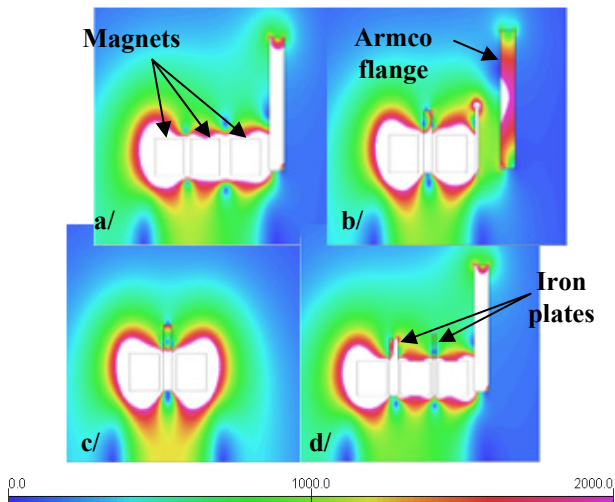 Magnets
Armco
flange
a/
b/
Iron
plates
c/
d/
0.0 1000.0 2000.0